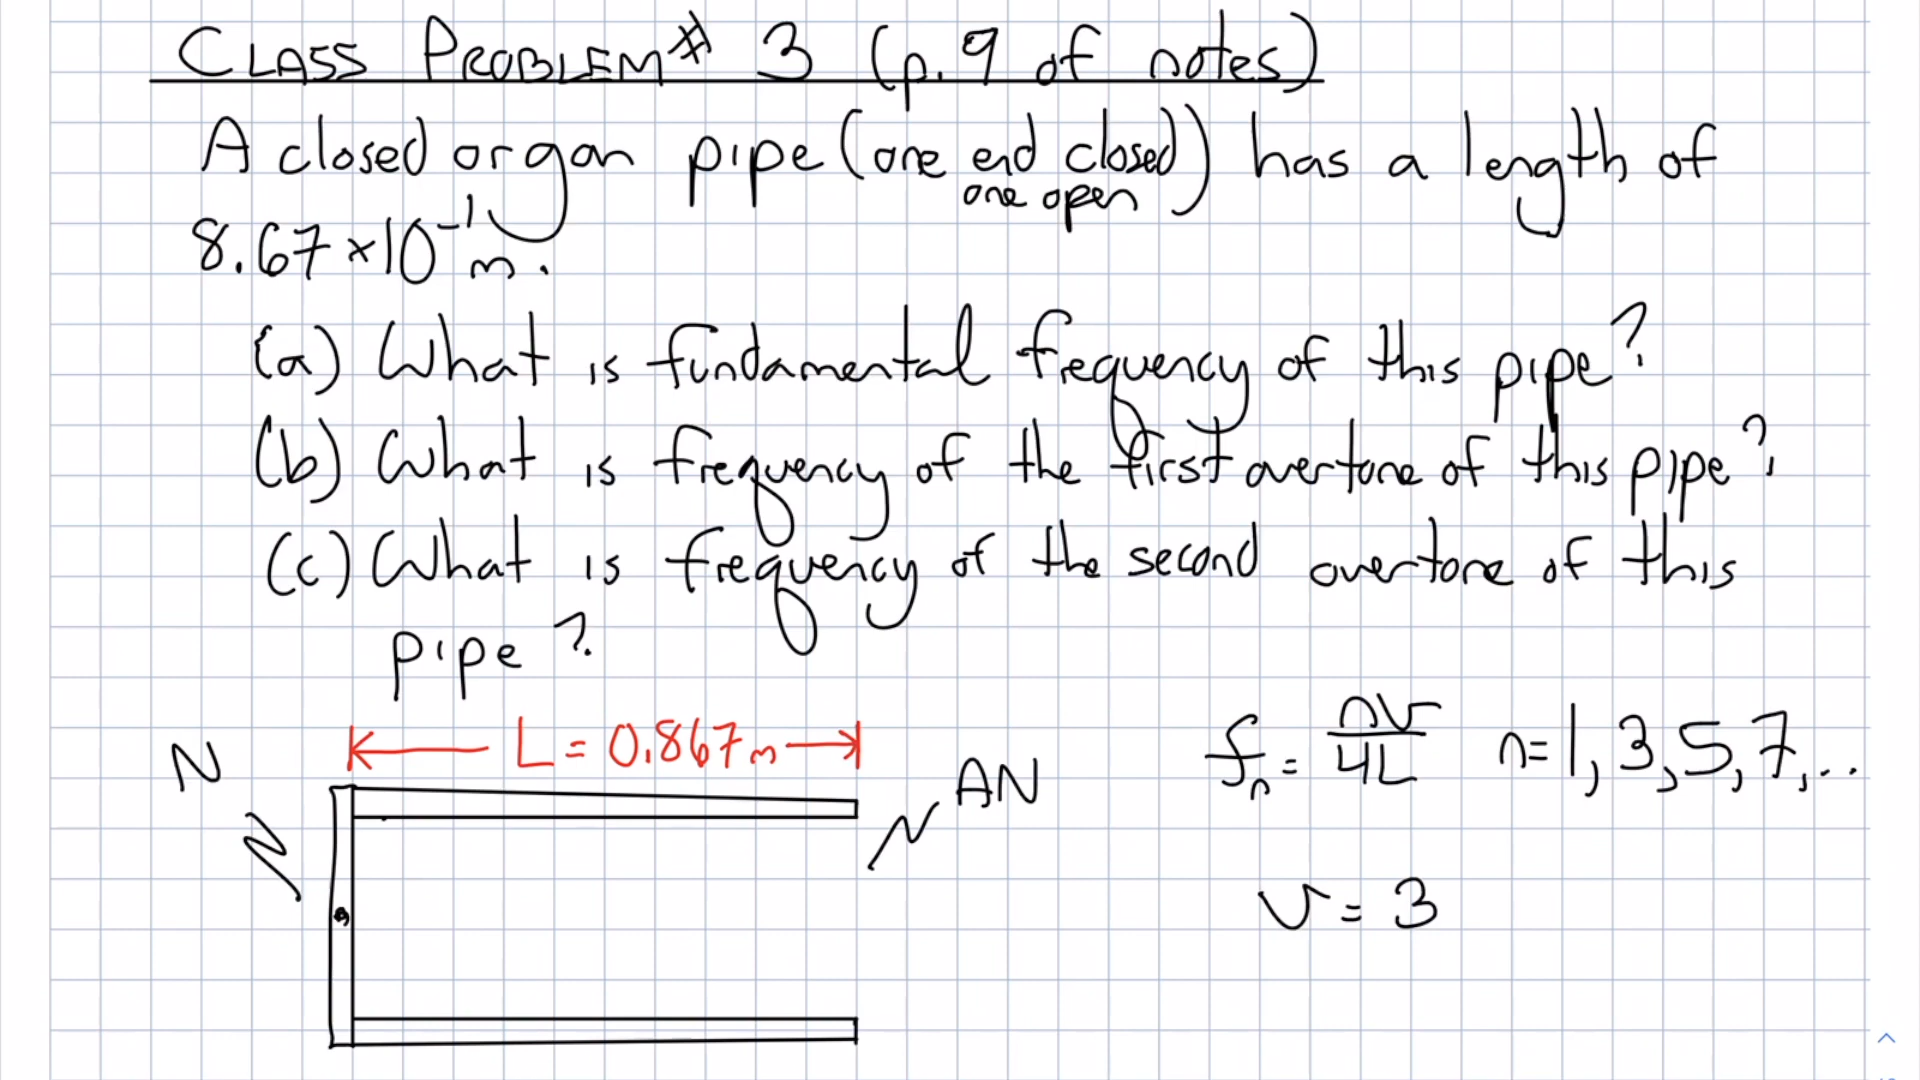 CLASS PROBLEM# 3 (p.9 of notes)
A closed organ pipe (one end closed) has a length of
one open
8.67 × 10⁻¹ m.
(a) What is fundamental frequency of this pipe?
(b) What is frequency of the first overtone of this pipe?
(c) What is frequency of the second overtone of this
pipe?
L = 0.867m
N
AN
fₙ = nv/4L n=1, 3, 5, 7, ...
v = 3